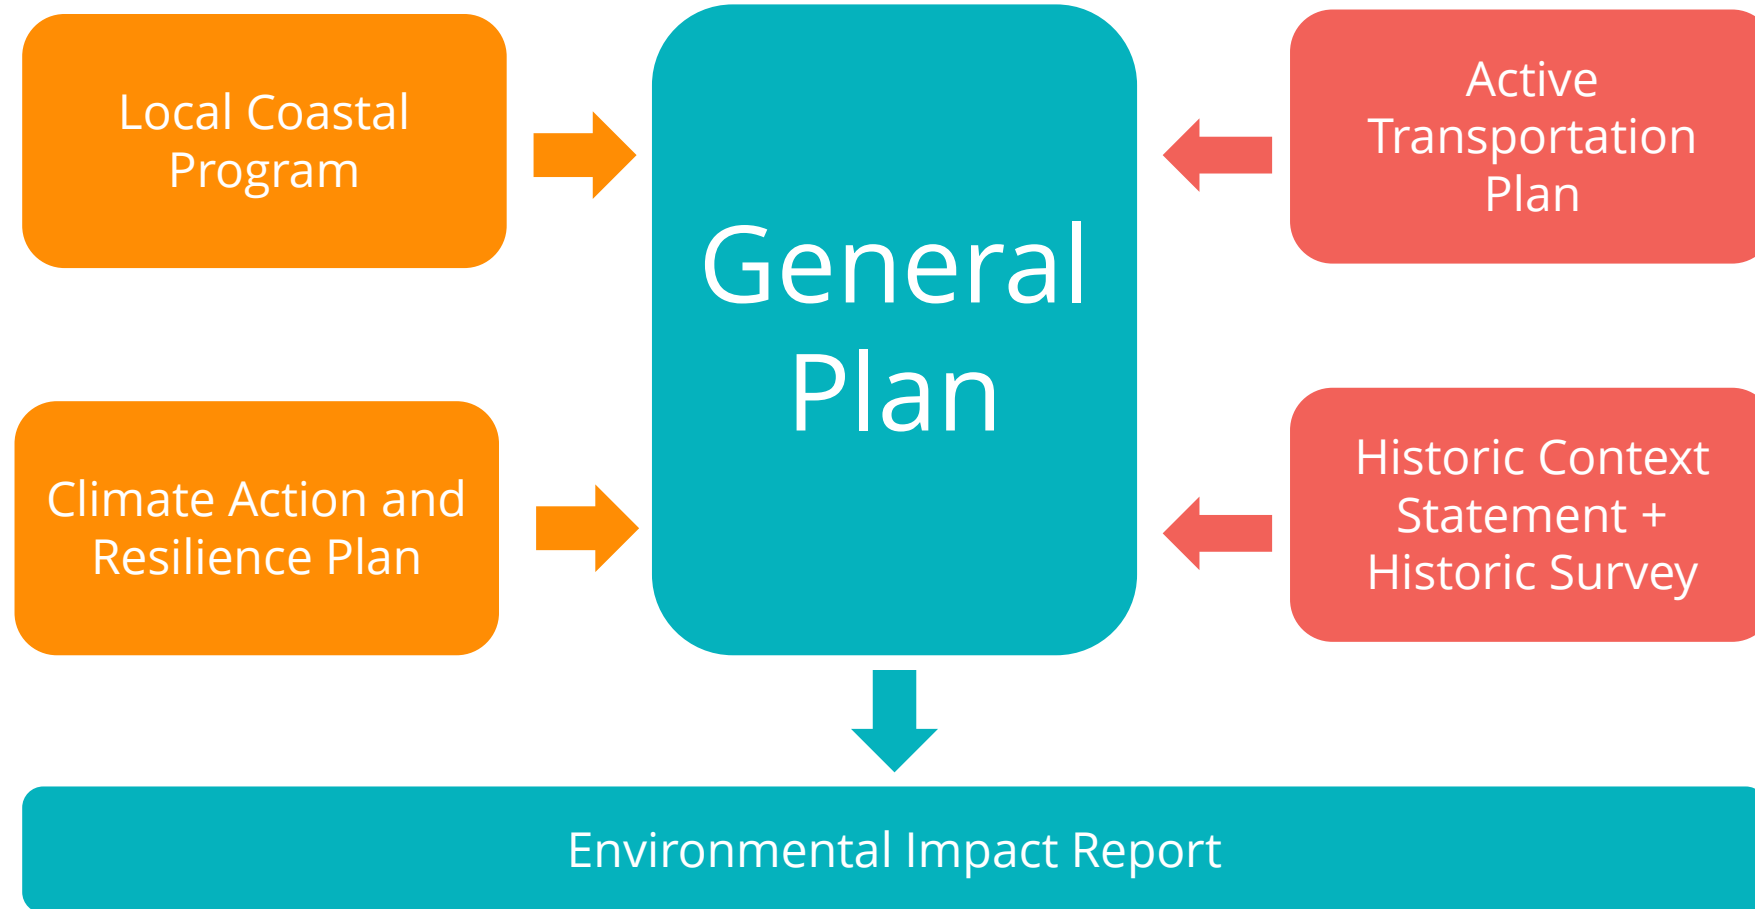 Local Coastal
Program
Climate Action and
Resilience Plan
General
Plan
Active
Transportation
Plan
Historic Context
Statement +
Historic Survey
Environmental Impact Report